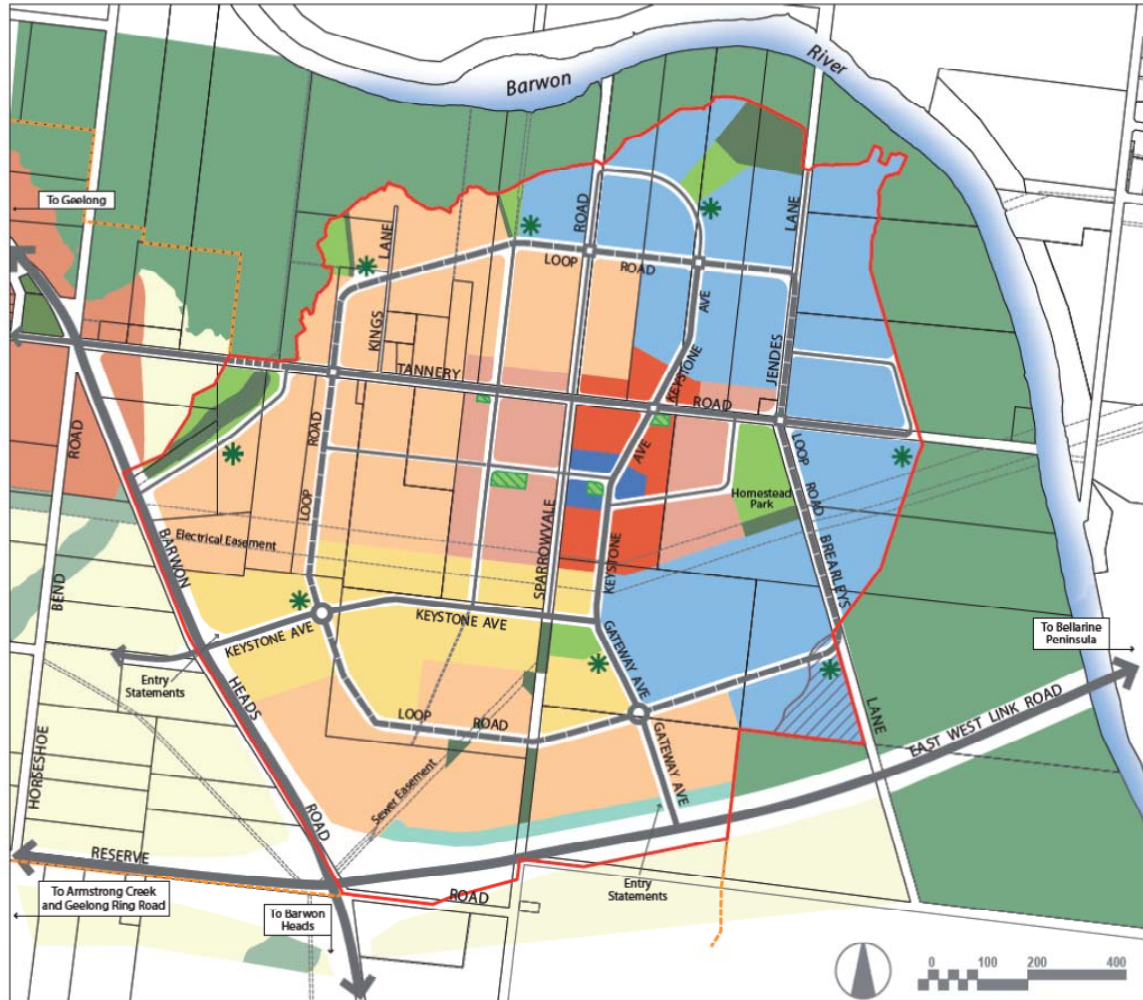 Barwon
River
To Geelong
LANE
KINGS
ROAD
LOOP
ROAD
LANE
JENDES
AVE
KEYSTONE
TANNERY
ROAD
ROAD
BARWON
HEADS
ROAD
ROAD
BEND
HORSESHOE
LOOP
ROAD
Electrical Easement
SPARROWVALE
AVE
KEYSTONE
Homestead
Park
LOOP
ROAD
BREARLEYS
LANE
KEYSTONE AVE
KEYSTONE AVE
GATEWAY AVE
GATEWAY AVE
To Bellarine
Peninsula
Entry
Statements
LOOP
ROAD
EAST WEST LINK ROAD
Sewer Easement
RESERVE
ROAD
To Armstrong Creek
and Geelong Ring Road
To Barwon
Heads
Entry
Statements
0 100 200 400